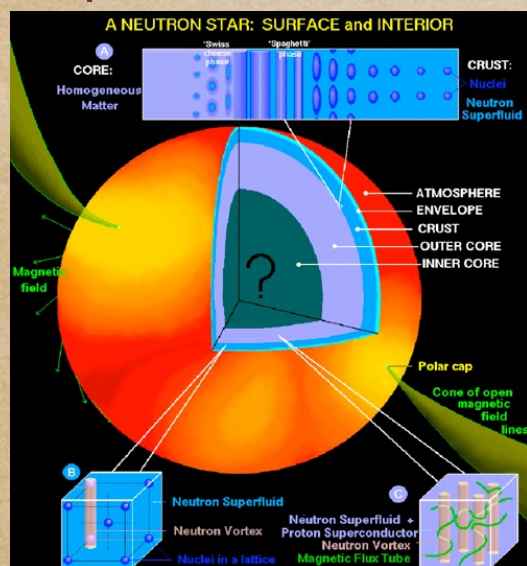 A NEUTRON STAR: SURFACE and INTERIOR
A
'Swiss
cheese'
phase
'Spaghetti'
phase
CORE:
Homogeneous
Matter
CRUST:
Nuclei
Neutron
Superfluid
ATMOSPHERE
ENVELOPE
CRUST
OUTER CORE
INNER CORE
?
Magnetic
field
Polar cap
Cone of open
magnetic
field
lines
B
Neutron Superfluid
Neutron Vortex
Nuclei in a lattice
C
Neutron Superfluid +
Proton Superconductor
Neutron Vortex
Magnetic Flux Tube